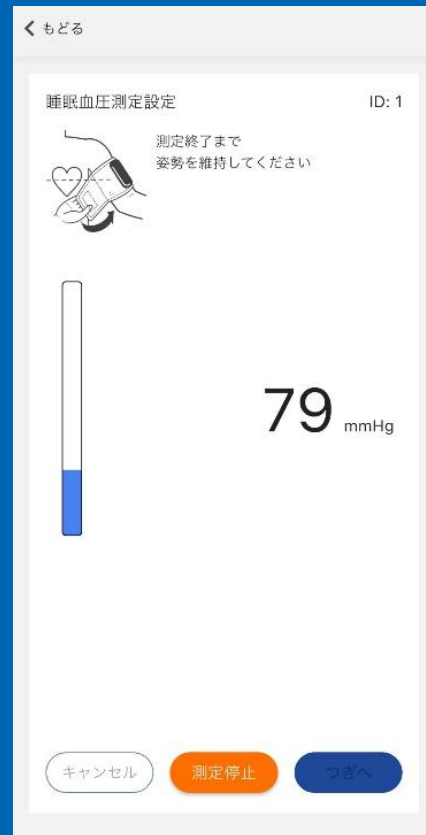 もどる
睡眠血圧測定設定 ID: 1
測定終了まで
姿勢を維持してください
79 mmHg
キャンセル 測定停止 つぎへ